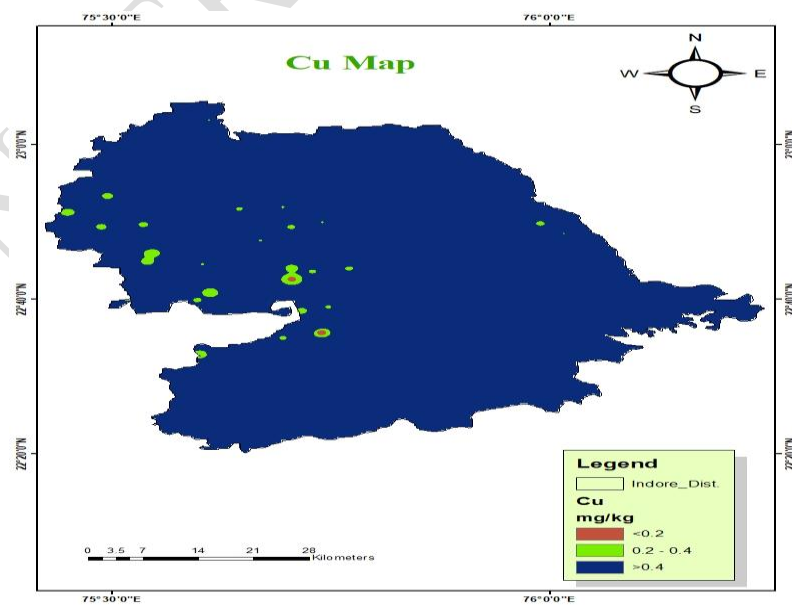 75°30'0"E 76°0'0"E
Cu Map
N
W E
S
23°0'0"N 23°0'0"N
22°40'0"N 22°40'0"N
22°20'0"N 22°20'0"N
Legend
Indore_Dist.
Cu
mg/kg
<0.2
0.2 - 0.4
>0.4
0 3.5 7 14 21 28
Kilometers
75°30'0"E 76°0'0"E